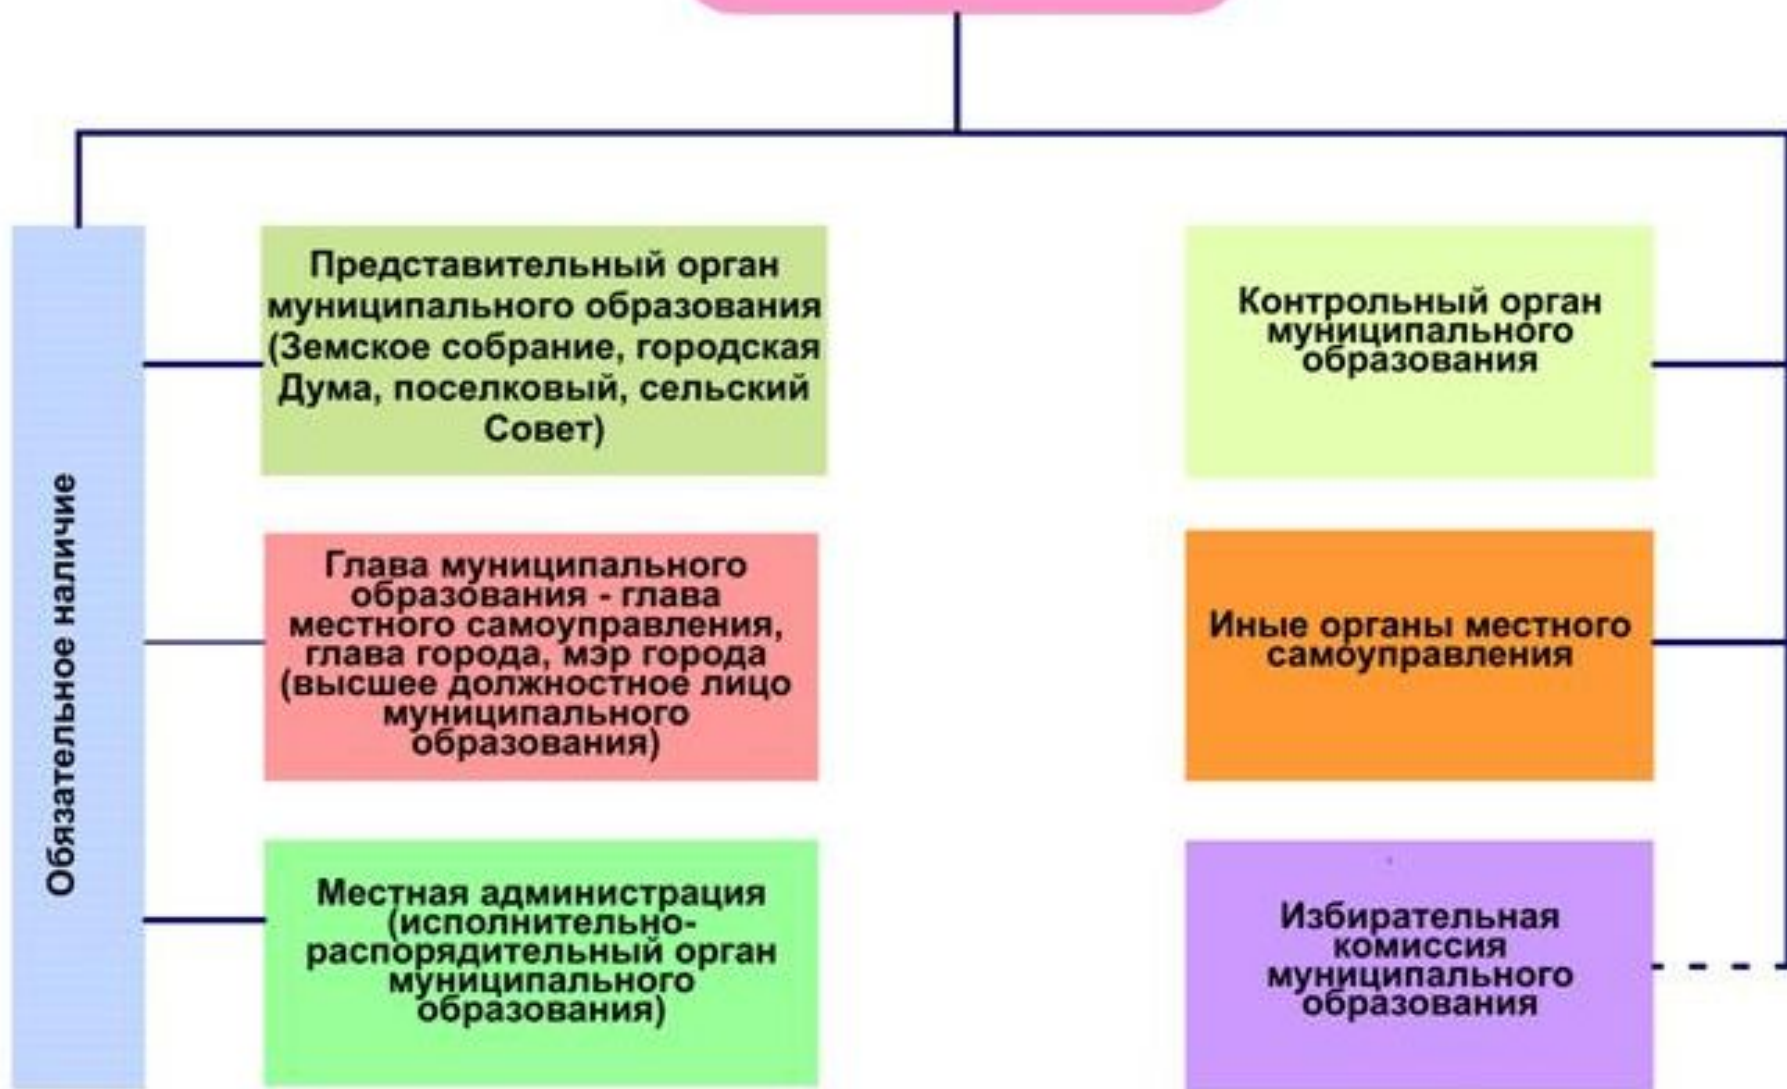 Обязательное наличие
Представительный орган
муниципального образования
(Земское собрание, городская
Дума, поселковый, сельский
Совет)
Глава муниципального
образования - глава
местного самоуправления,
глава города, мэр города
(высшее должностное лицо
муниципального
образования)
Местная администрация
(исполнительно-
распорядительный орган
муниципального
образования)
Контрольный орган
муниципального
образования
Иные органы местного
самоуправления
Избирательная
комиссия
муниципального
образования